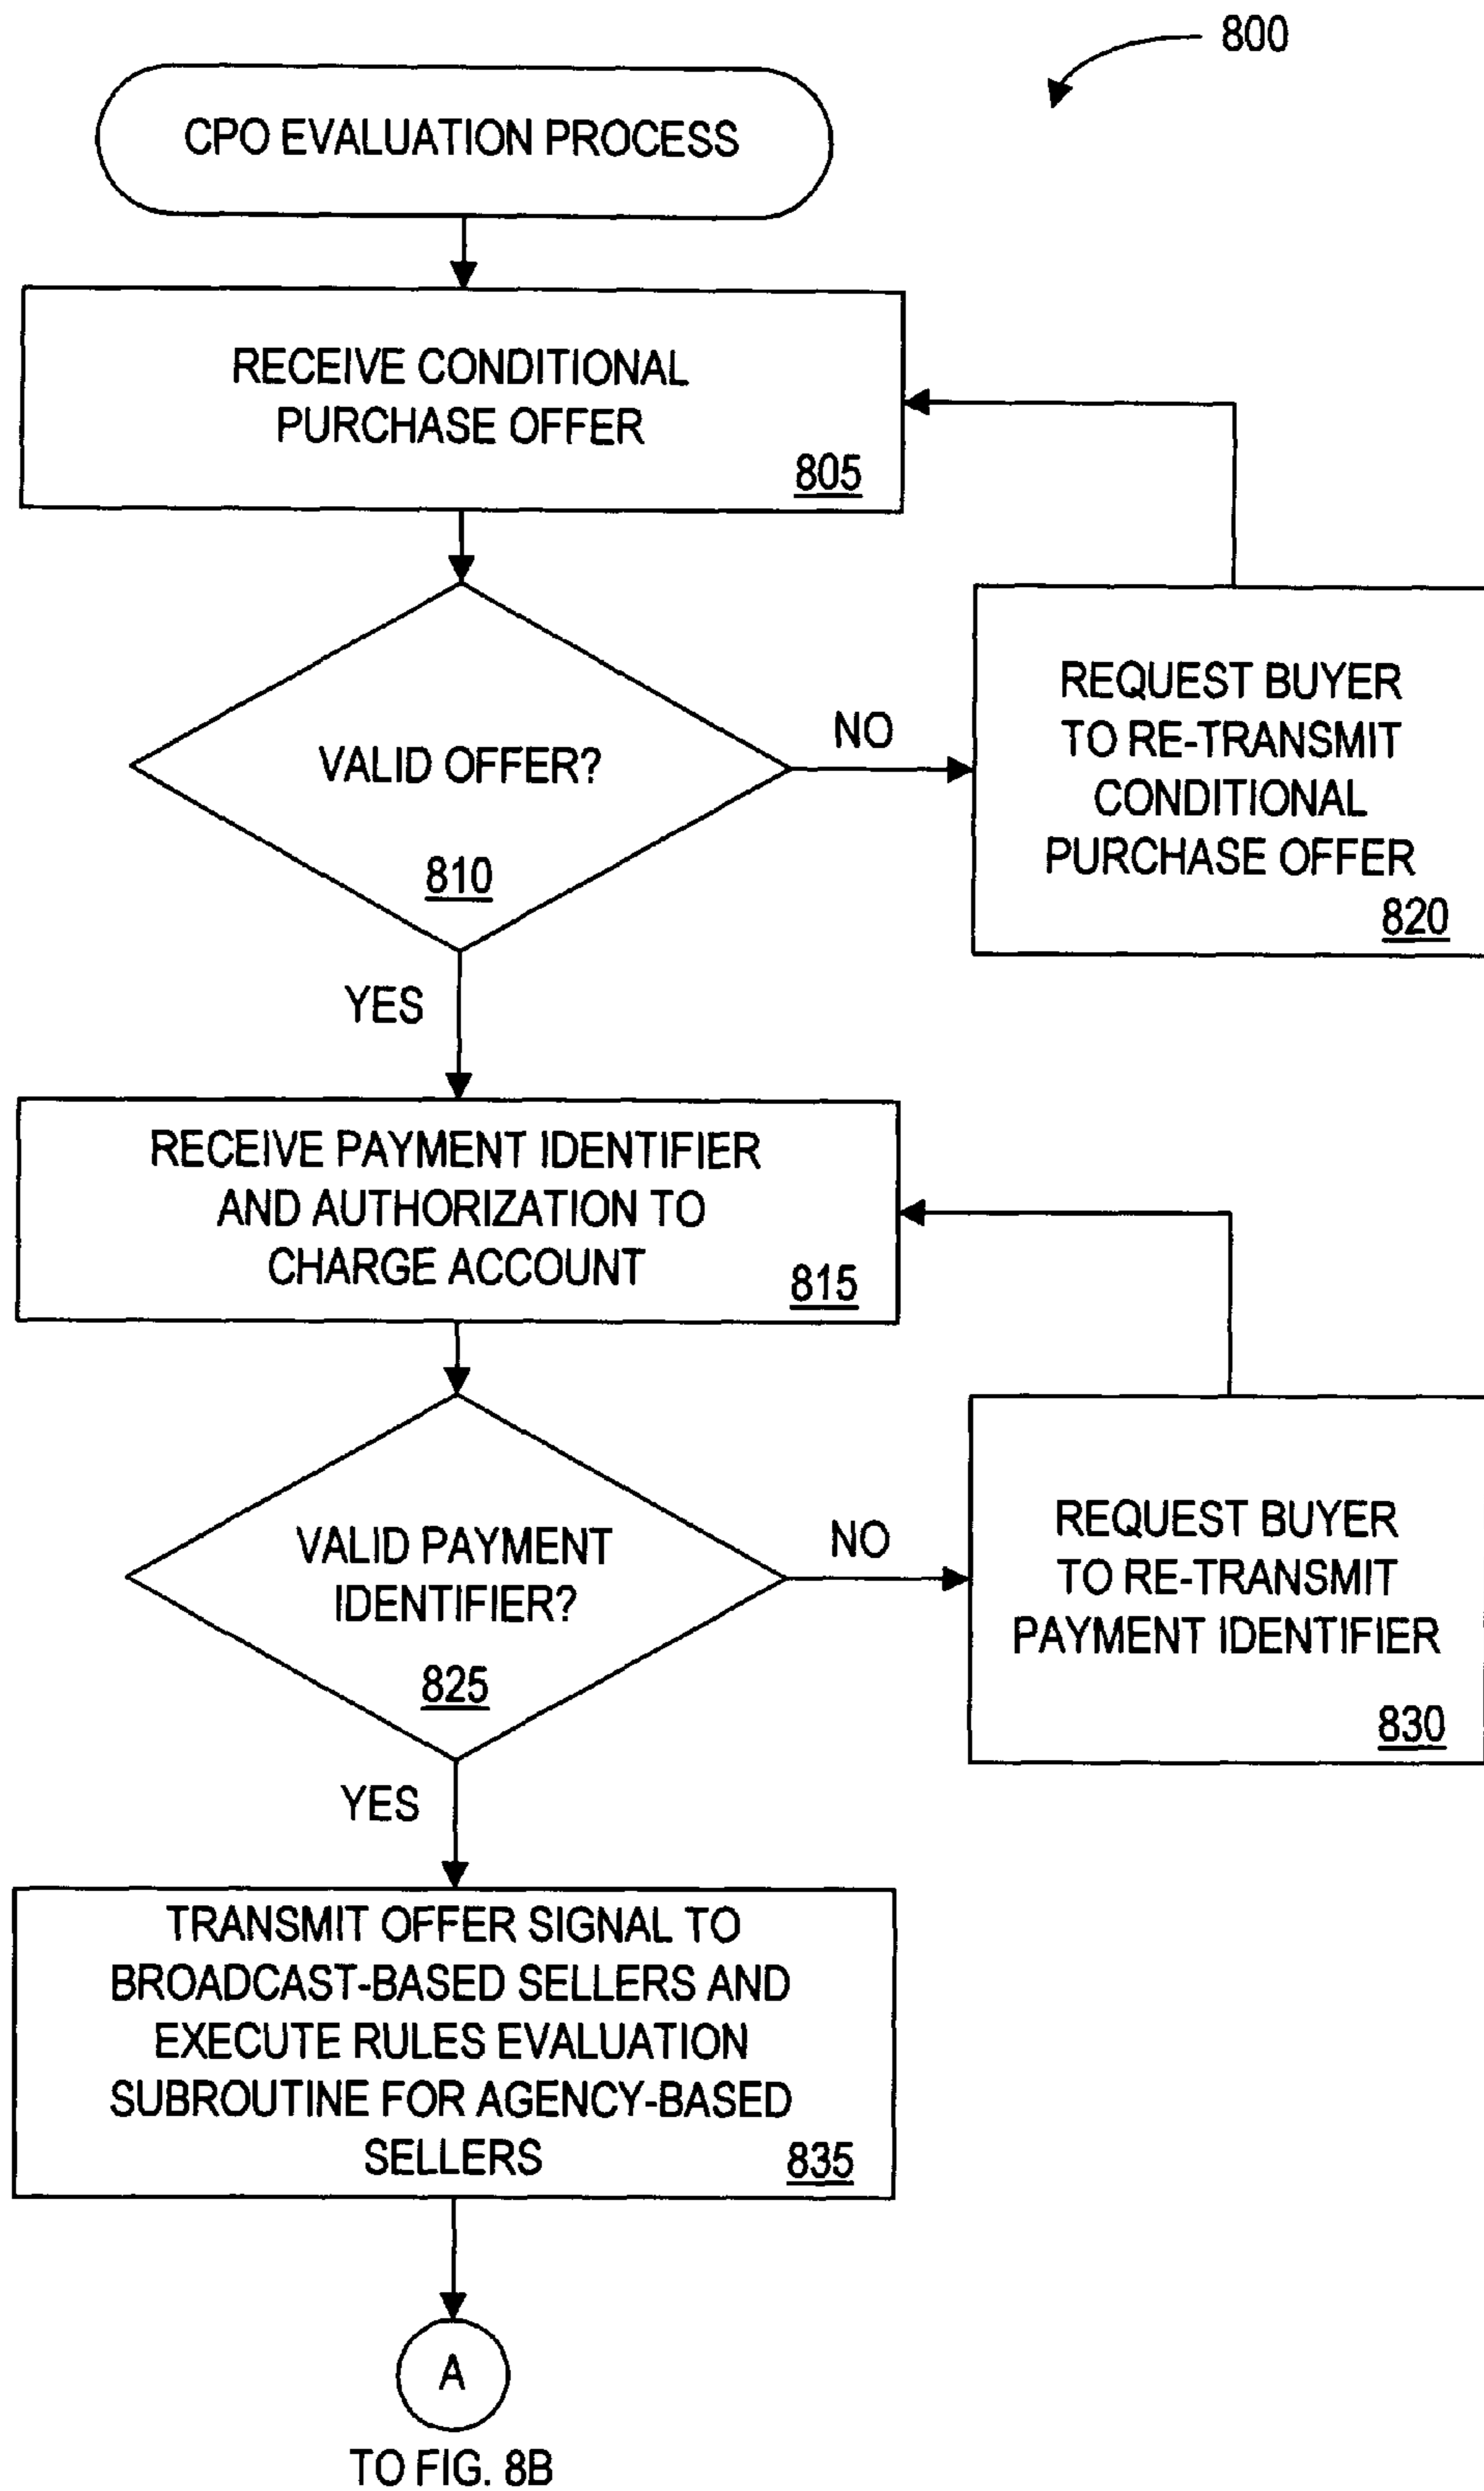 800
CPO EVALUATION PROCESS
RECEIVE CONDITIONAL
PURCHASE OFFER
805
VALID OFFER?
810
NO
REQUEST BUYER
TO RE-TRANSMIT
CONDITIONAL
PURCHASE OFFER
820
YES
RECEIVE PAYMENT IDENTIFIER
AND AUTHORIZATION TO
CHARGE ACCOUNT
815
VALID PAYMENT
IDENTIFIER?
825
NO
REQUEST BUYER
TO RE-TRANSMIT
PAYMENT IDENTIFIER
830
YES
TRANSMIT OFFER SIGNAL TO
BROADCAST-BASED SELLERS AND
EXECUTE RULES EVALUATION
SUBROUTINE FOR AGENCY-BASED
SELLERS
835
A
TO FIG. 8B